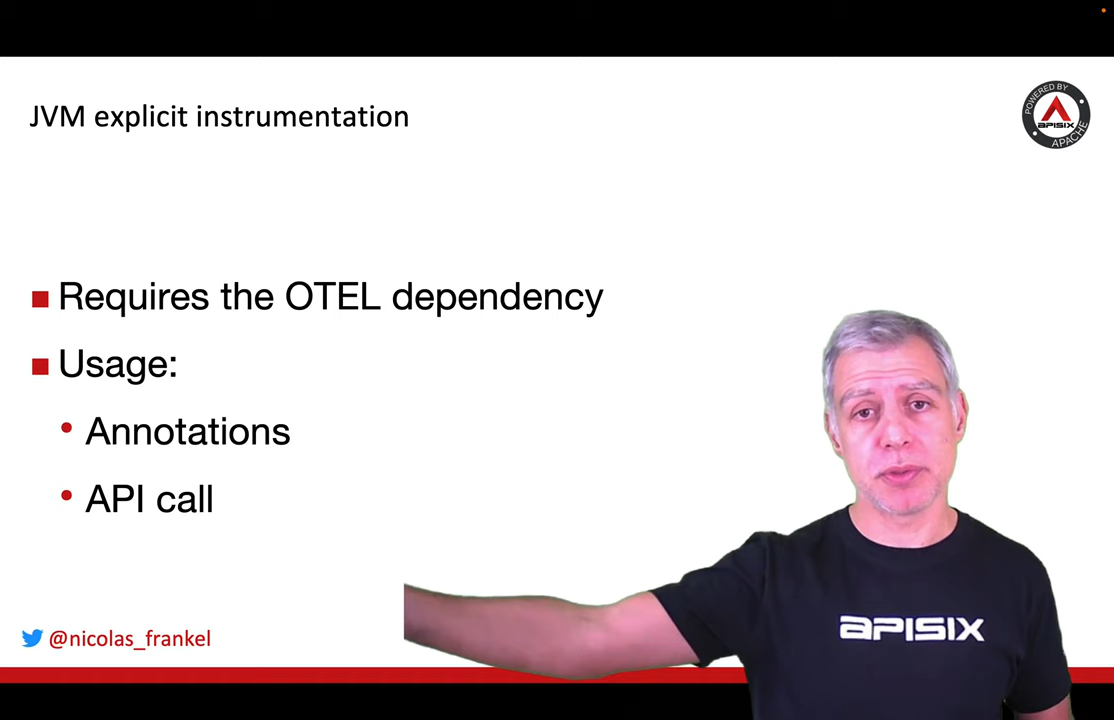 JVM explicit instrumentation
POWERED BY
APISIX
APACHE
Requires the OTEL dependency
Usage:
Annotations
API call
@nicolas_frankel
APISIX